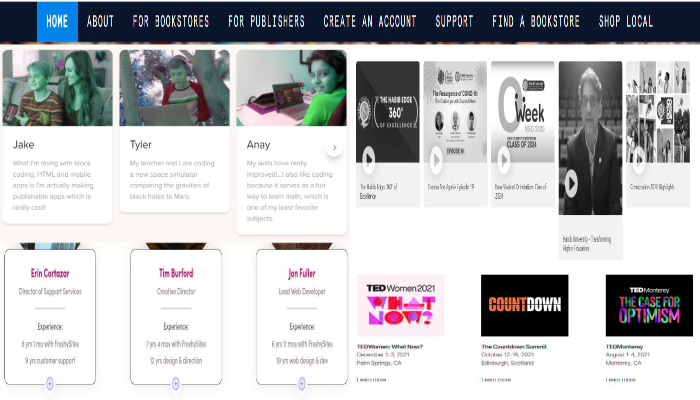 HOME ABOUT FOR BOOKSTORES FOR PUBLISHERS CREATE AN ACCOUNT SUPPORT FIND A BOOKSTORE SHOP LOCAL
Jake
What I'm doing with block
coding, HTML and mobile
apps is I'm actually making
publishable apps which is
really cool!
Tyler
My teacher and I are coding
a new space simulator
comparing the gravities of
black holes to Mars.
Anay
My skills have really
improved!...I also like coding
because it serves as a fun
way to learn math, which is
one of my least favorite
subjects.
THE HABIB EDGE
360°
OF EXCELLENCE
The Habib Edge: 360° of
Excellence
The Resurgence of COVID-19:
EPISODE 19
Episode 19
O Week
NSO 2020
CLASS OF 2024
New Student Orientation: Class of
2024
Habib University - Transforming
Higher Education
Convocation 2020 Highlights
Erin Cortazar
Director of Support Services
Experience:
8 yrs 1 mo with FreshySites
9 yrs customer support
Tim Burford
Creative Director
Experience:
7 yrs 4 mos with FreshySites
12 yrs design & direction
Jon Fuller
Lead Web Developer
Experience:
6 yrs 11 mos with FreshySites
19 yrs web design & dev
TEDWomen2021
WHAT
NOW?
TEDWomen: What Now?
December 1-3, 2021
Palm Springs, CA
COUNTDOWN
The Countdown Summit
October 12-15, 2021
Edinburgh, Scotland
TEDMonterey
THE CASE FOR
OPTIMISM
TEDMonterey
August 1-4, 2021
Monterey, CA